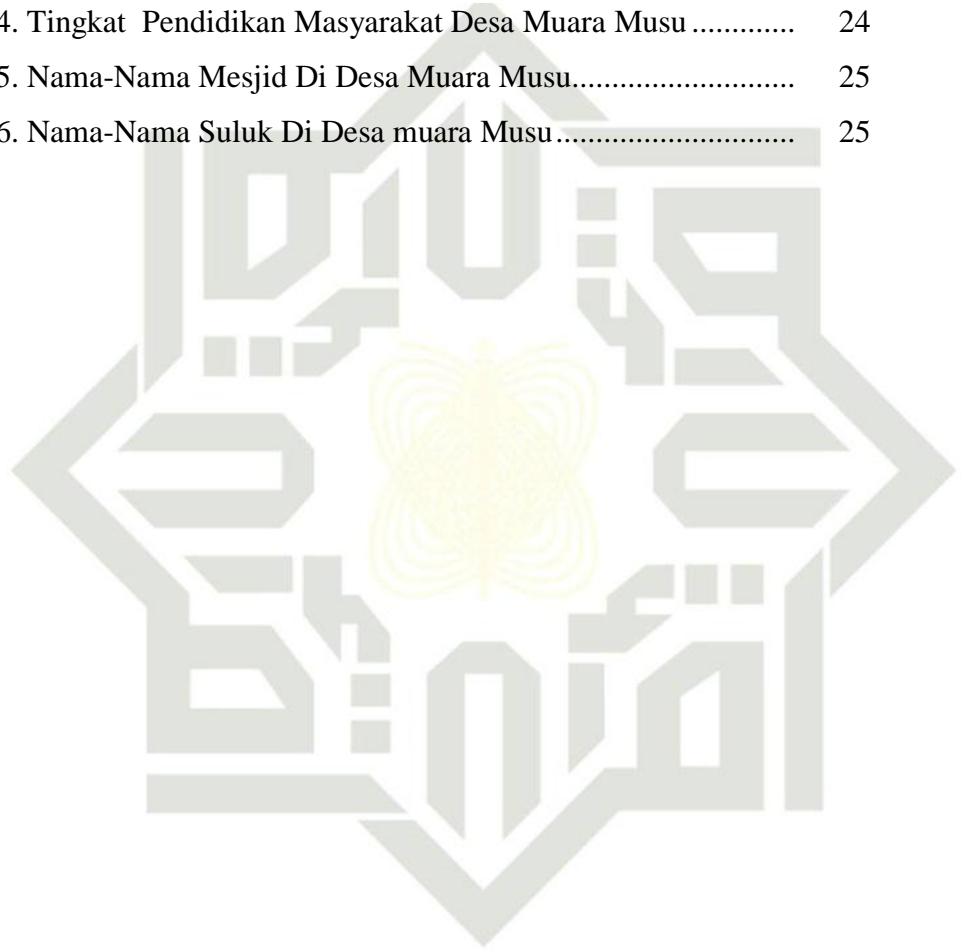 4. Tingkat  Pendidikan Masyarakat Desa Muara Musu ............. 24
5. Nama-Nama Mesjid Di Desa Muara Musu............................ 25
6. Nama-Nama Suluk Di Desa muara Musu .............................. 25